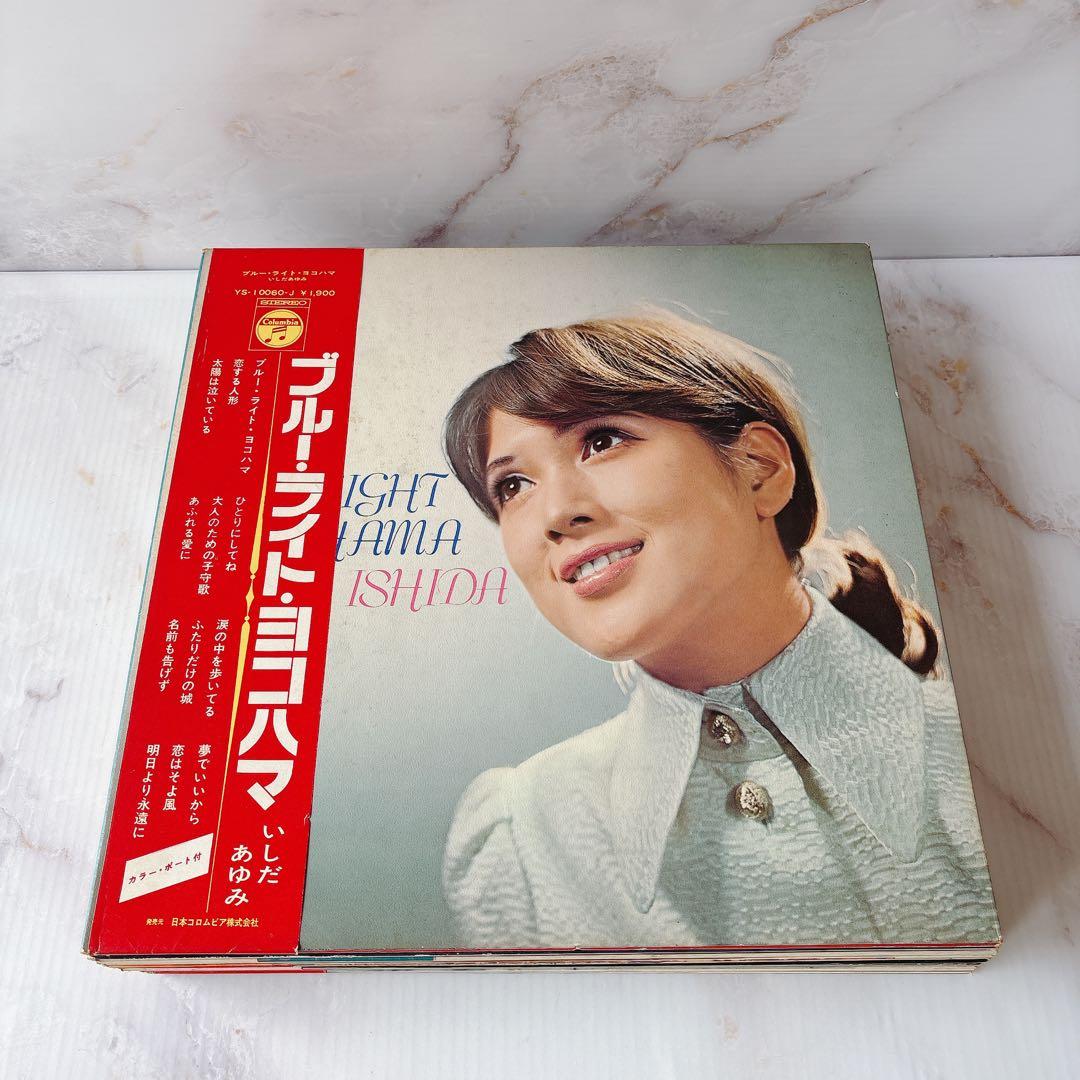 ブルー・ライト・ヨコハマ
いしだあゆみ
YS-10060-J ¥1,900
STEREO
Columbia
ブルー・ライト・ヨコハマ
いしだ
あゆみ
ブルー・ライト・ヨコハマ
恋する人形
太陽は泣いている
ひとりにしてね
大人のための子守歌
あふれる愛に
涙の中を歩いてる
ふたりだけの城
名前も告げず
夢でいいから
恋はそよ風
明日より永遠に
カラー・ポート付
発売元 日本コロムビア株式会社
IGHT
HAMA
ISHIDA